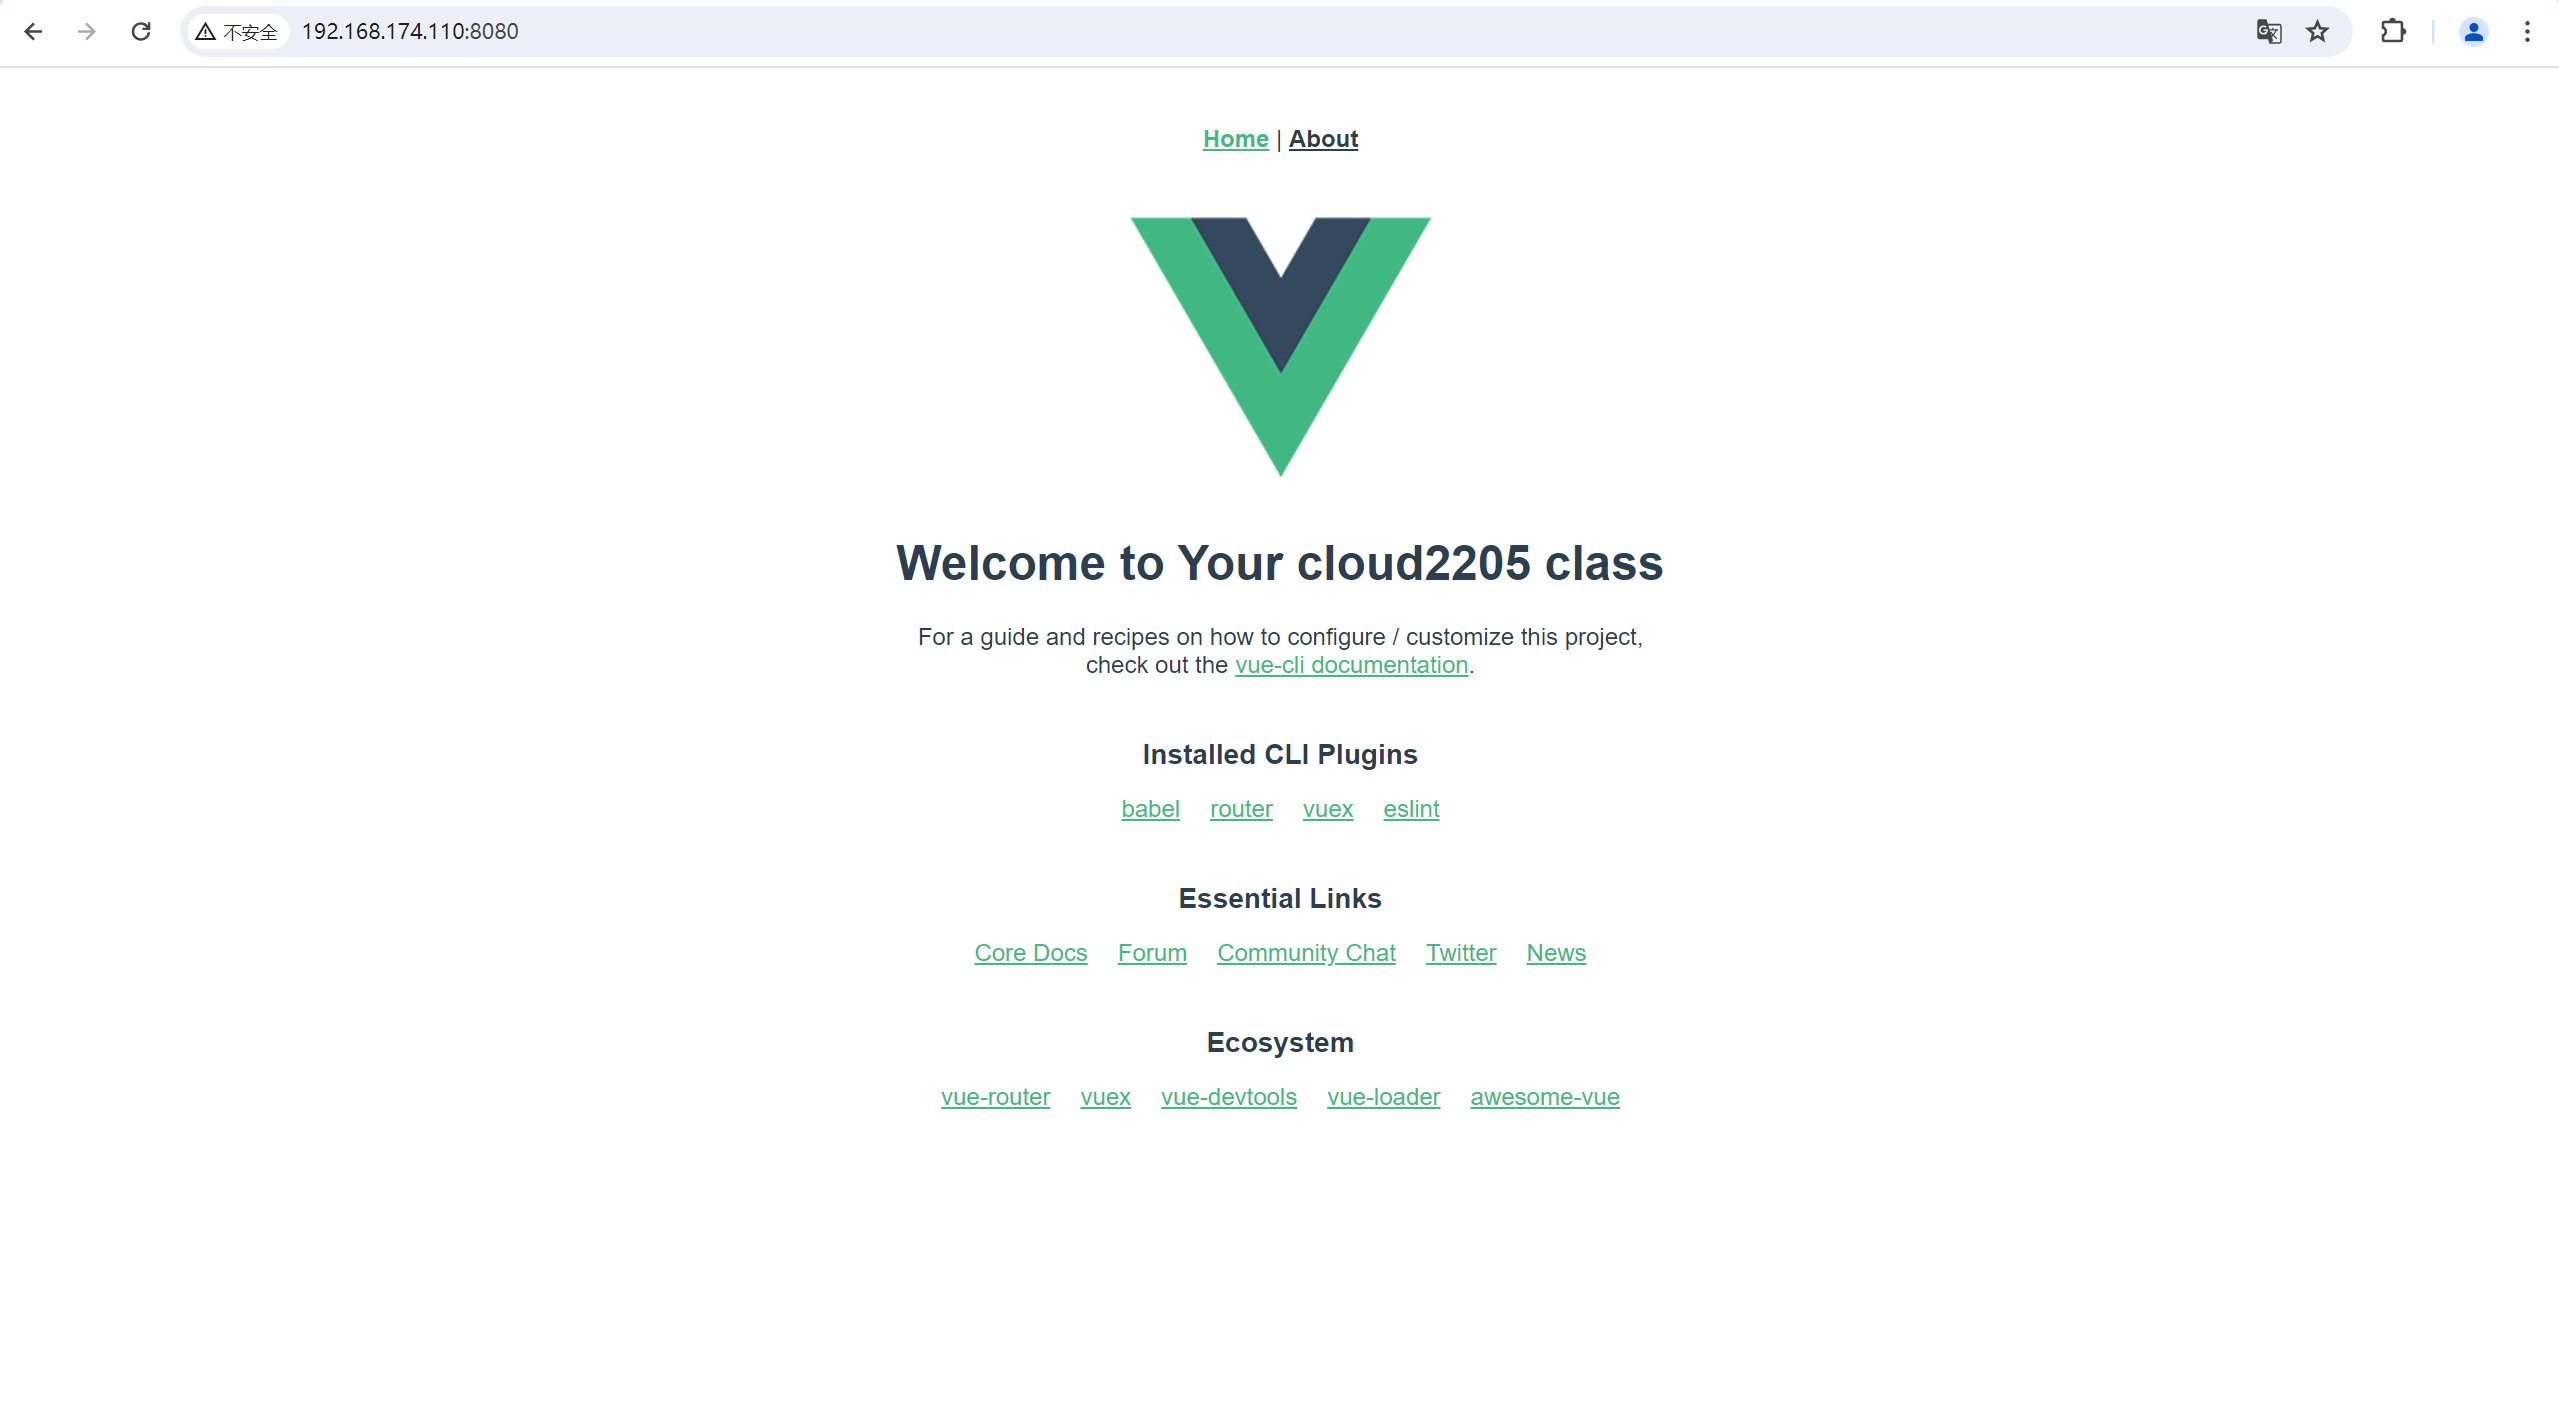 不安全 192.168.174.110:8080
Home | About
Welcome to Your cloud2205 class
For a guide and recipes on how to configure / customize this project,
check out the vue-cli documentation.
Installed CLI Plugins
babel router vuex eslint
Essential Links
Core Docs Forum Community Chat Twitter News
Ecosystem
vue-router vuex vue-devtools vue-loader awesome-vue